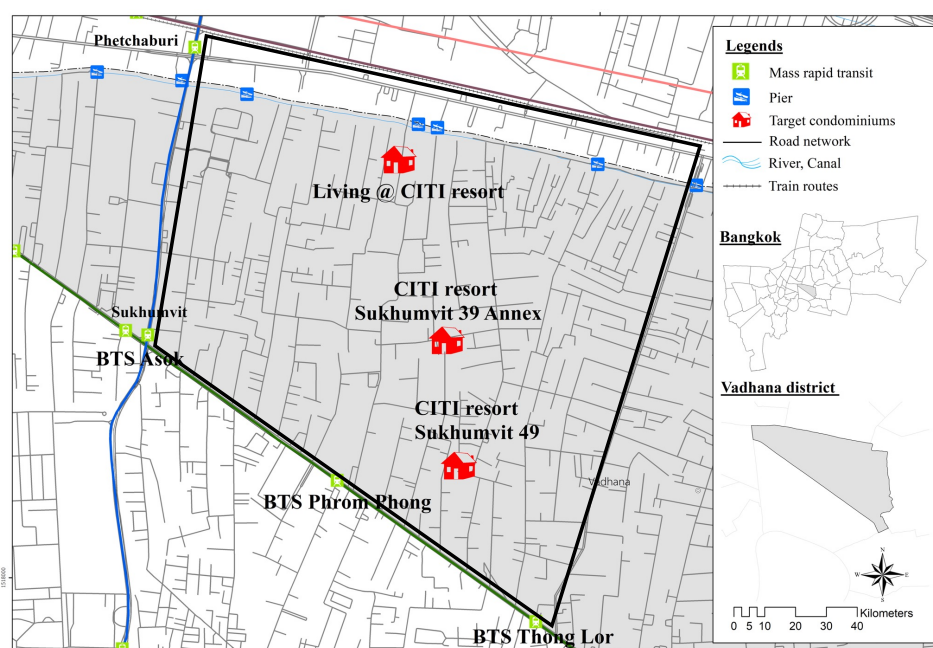 Phetchaburi
Living @ CITI resort
CITI resort
Sukhumvit 39 Annex
Sukhumvit
BTS Asok
CITI resort
Sukhumvit 49
BTS Phrom Phong
Vadhana
BTS Thong Lor
1518000
Legends
Mass rapid transit
Pier
Target condominiums
Road network
River, Canal
Train routes
Bangkok
Vadhana district
N
W
E
S
Kilometers
0 5 10 20 30 40